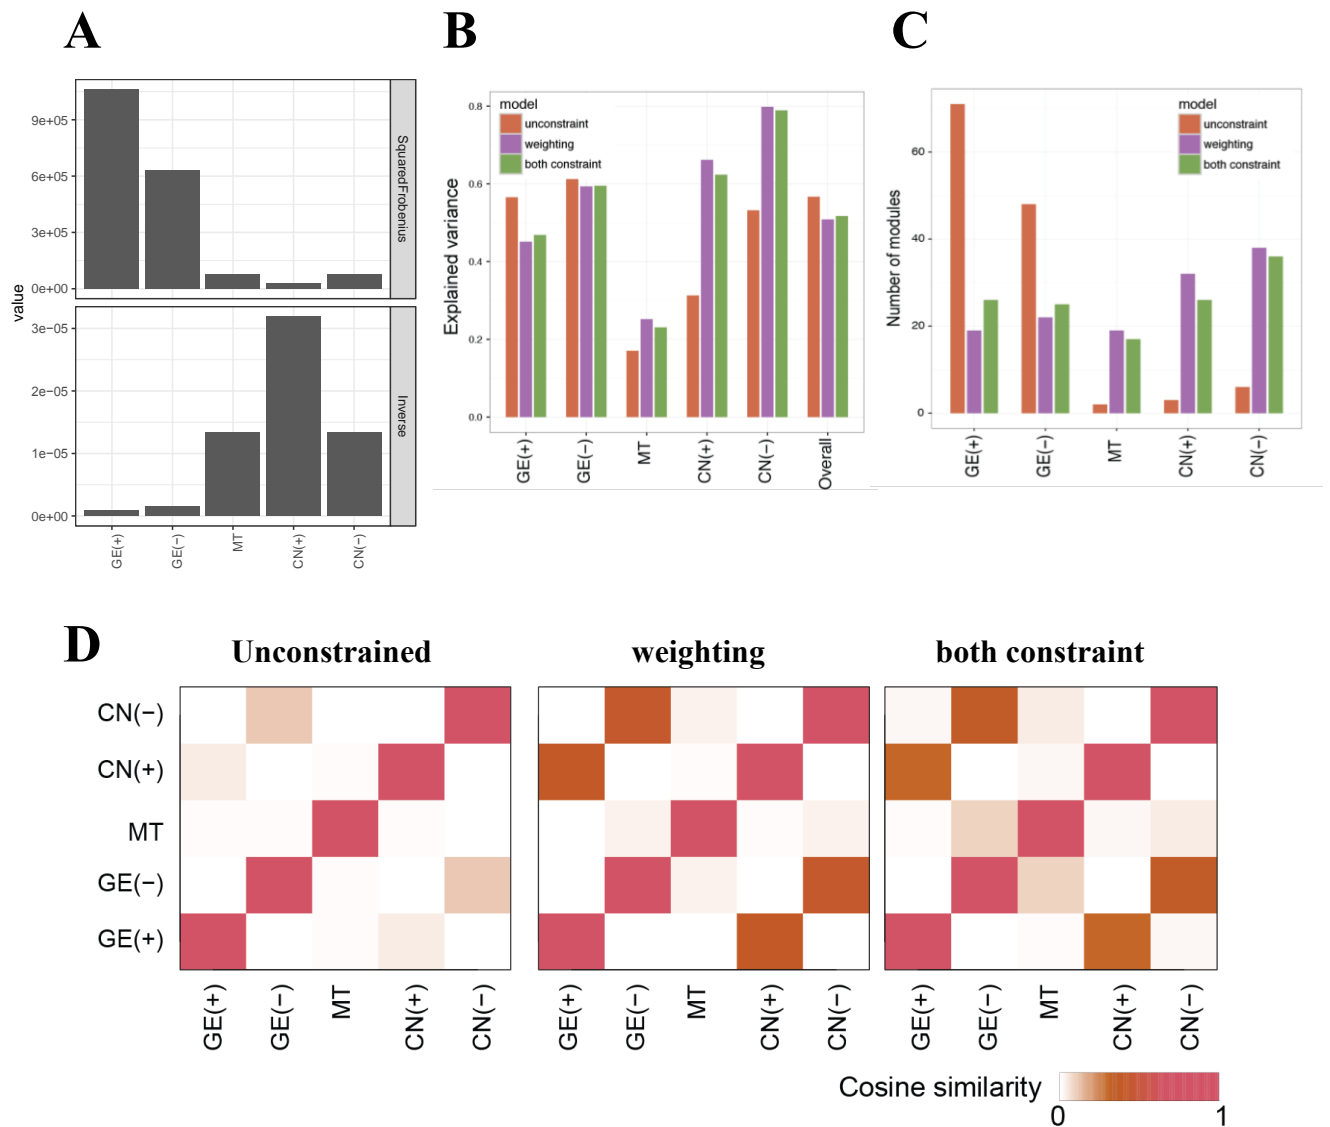 A
B
C
9e+05
6e+05
3e+05
0e+00
SquaredFrobenius
value
3e−05
2e−05
1e−05
0e+00
Inverse
GE(+)
GE(−)
MT
CN(+)
CN(−)
model
unconstraint
weighting
both constraint
Explained variance
0.8
0.6
0.4
0.2
0.0
GE(+)
GE(−)
MT
CN(+)
CN(−)
Overall
model
unconstraint
weighting
both constraint
Number of modules
60
40
20
0
GE(+)
GE(−)
MT
CN(+)
CN(−)
D
Unconstrained
weighting
both constraint
CN(−)
CN(+)
MT
GE(−)
GE(+)
GE(+)
GE(−)
MT
CN(+)
CN(−)
GE(+)
GE(−)
MT
CN(+)
CN(−)
GE(+)
GE(−)
MT
CN(+)
CN(−)
Cosine similarity
0
1